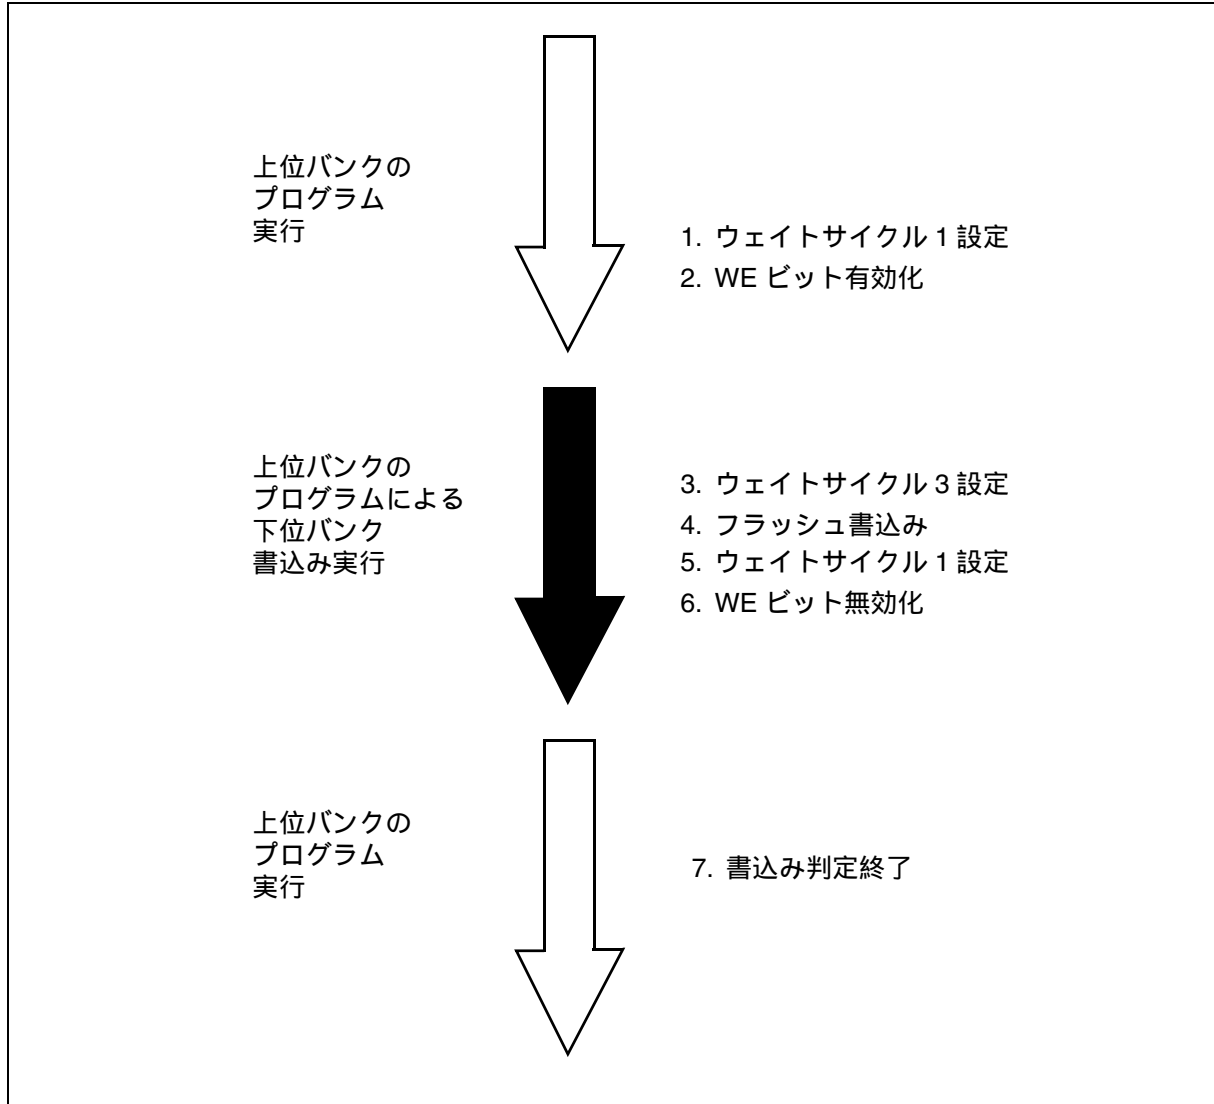 上位バンクの
プログラム
実行
1. ウェイトサイクル 1 設定
2. WE ビット有効化
上位バンクの
プログラムによる
下位バンク
書込み実行
3. ウェイトサイクル 3 設定
4. フラッシュ書込み
5. ウェイトサイクル 1 設定
6. WE ビット無効化
上位バンクの
プログラム
実行
7. 書込み判定終了